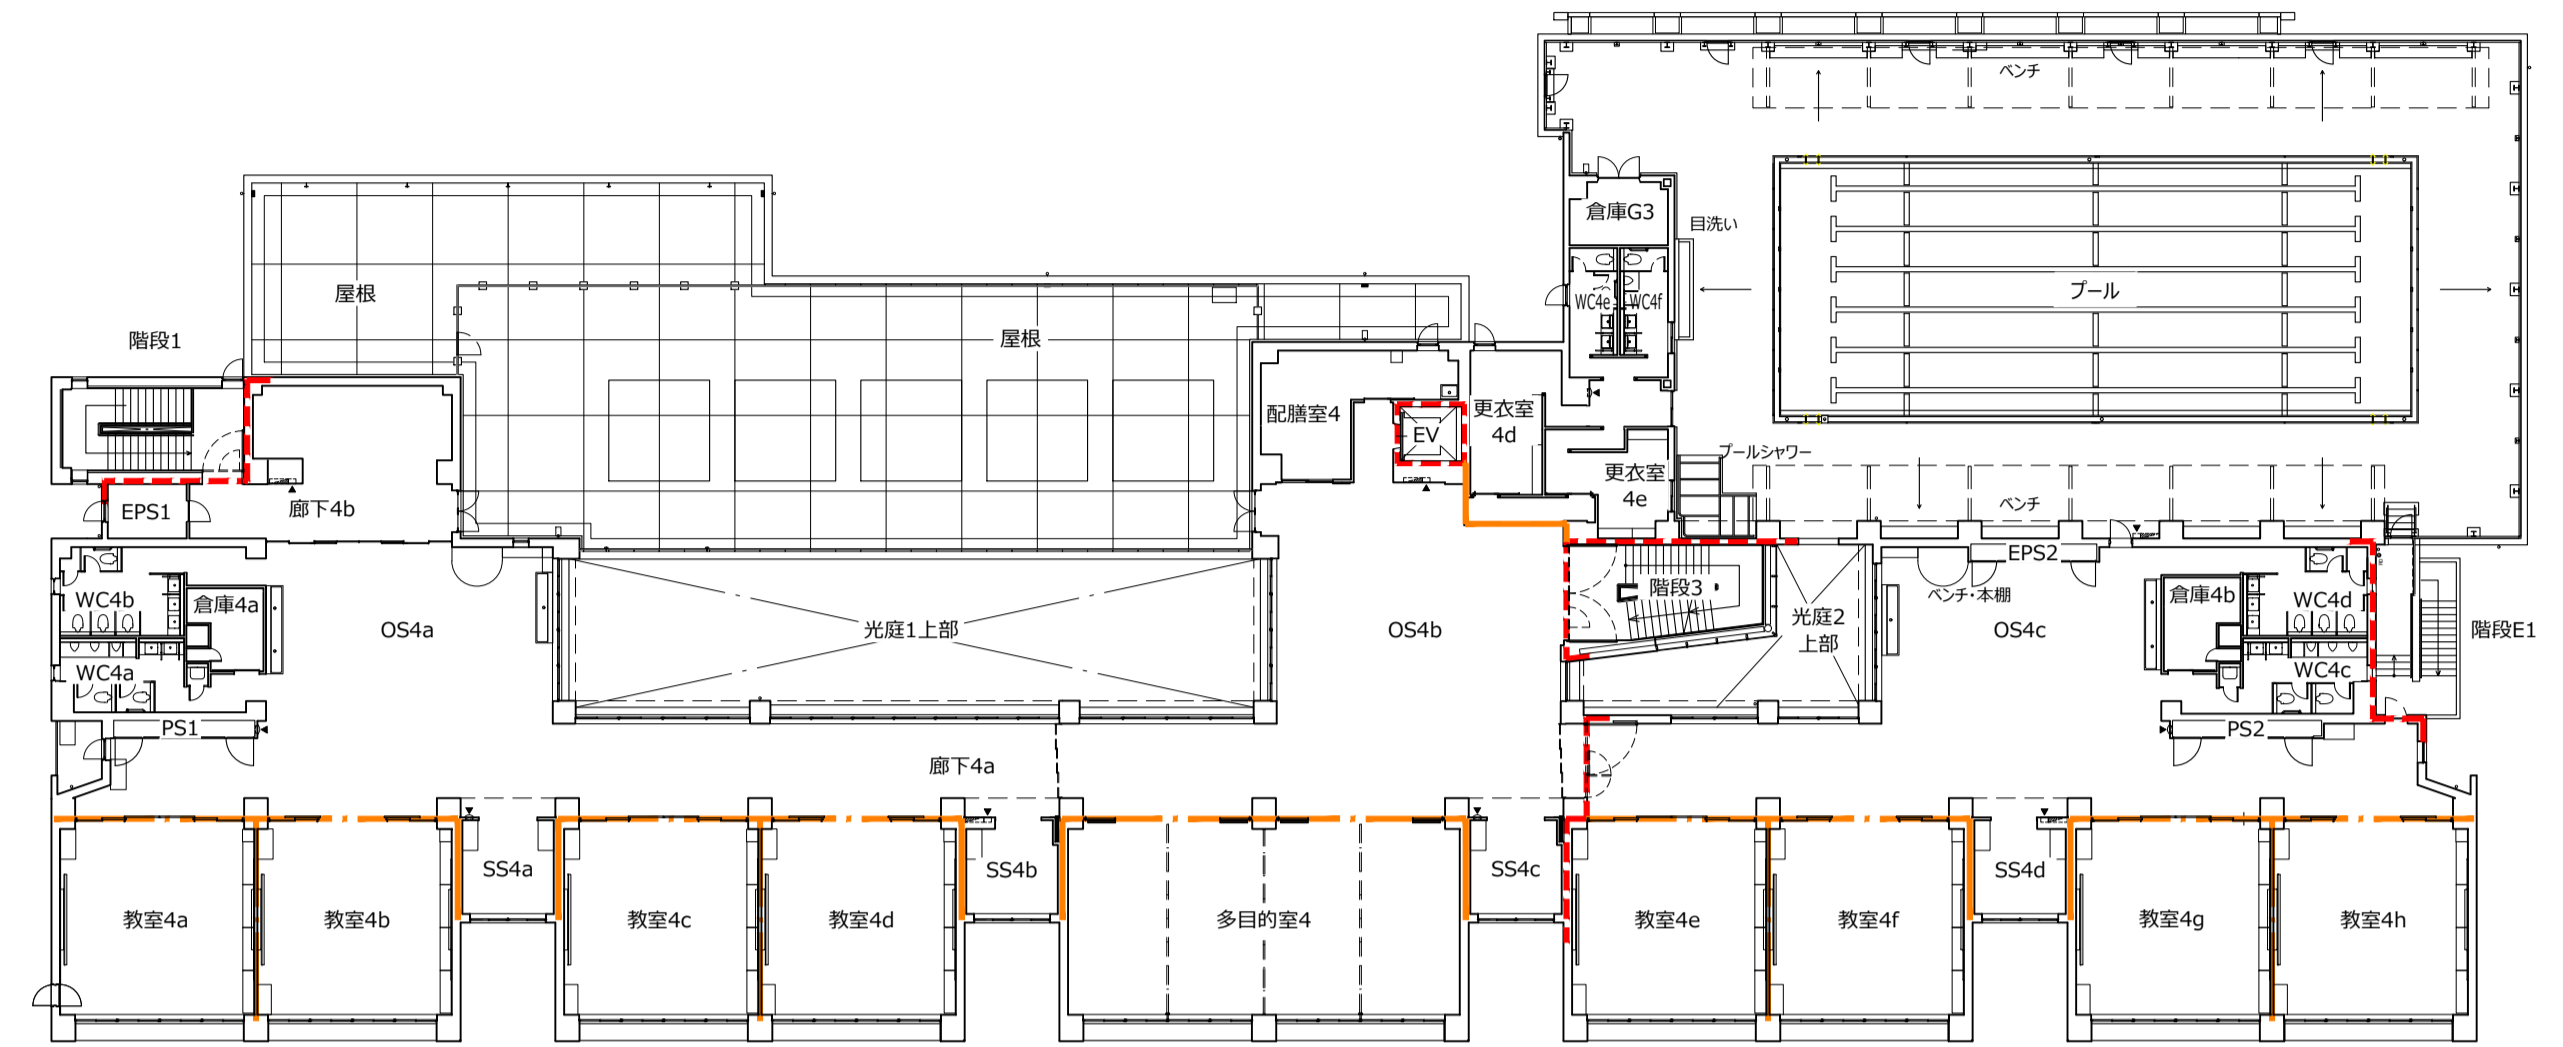 ベンチ
倉庫G3
目洗い
屋根
プール
WC4e
WC4f
階段1
屋根
配膳室4
EV
更衣室
4d
プールシャワー
更衣室
4e
EPS1
廊下4b
ベンチ
EPS2
WC4b
倉庫4a
OS4a
光庭1上部
OS4b
階段3
光庭2
上部
ベンチ・本棚
OS4c
倉庫4b
WC4d
階段E1
WC4a
WC4c
PS1
PS2
廊下4a
SS4a
SS4b
SS4c
SS4d
教室4a
教室4b
教室4c
教室4d
多目的室4
教室4e
教室4f
教室4g
教室4h